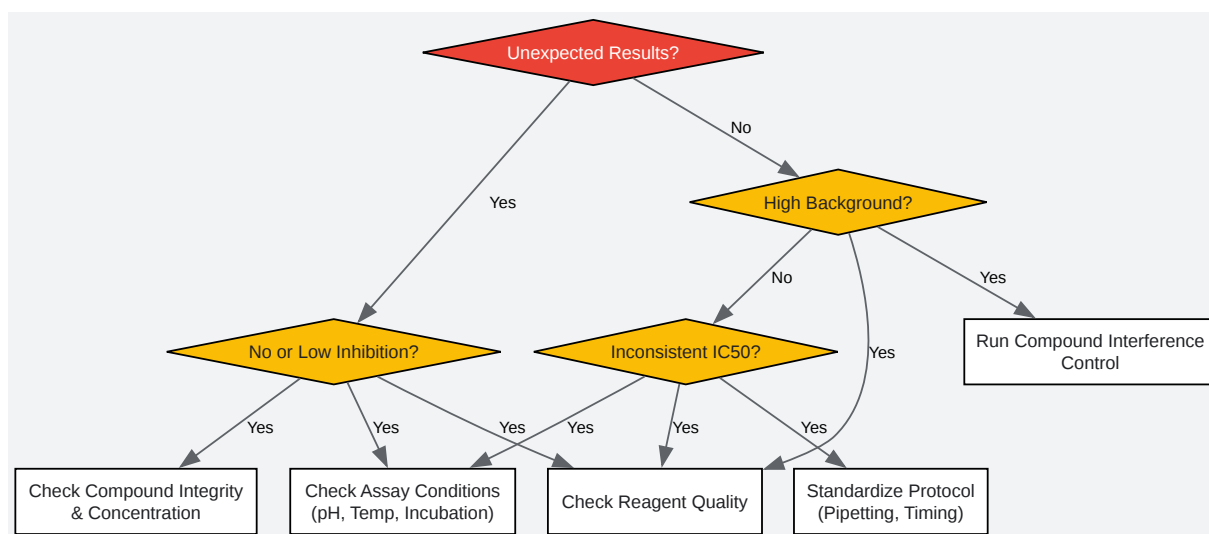 Unexpected Results?
No
Yes
High Background?
No
Yes
Yes
No or Low Inhibition?
Inconsistent IC50?
Run Compound Interference
Control
Yes
Yes
Yes
Yes
Yes
Yes
Check Compound Integrity
& Concentration
Check Assay Conditions
(pH, Temp, Incubation)
Check Reagent Quality
Standardize Protocol
(Pipetting, Timing)